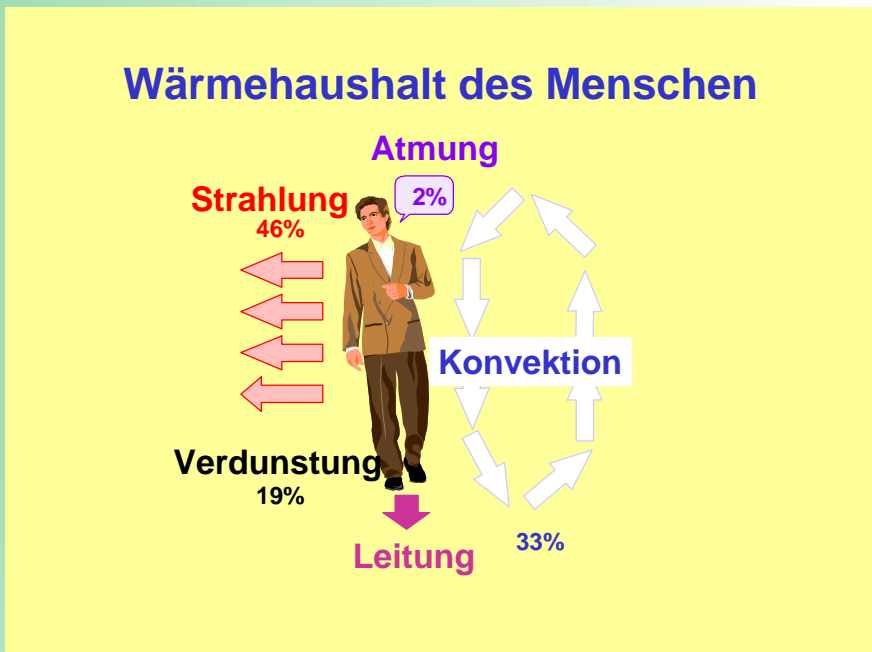 Wärmehaushalt des Menschen
Atmung
2%
Strahlung
46%
Konvektion
Verdunstung
19%
33%
Leitung